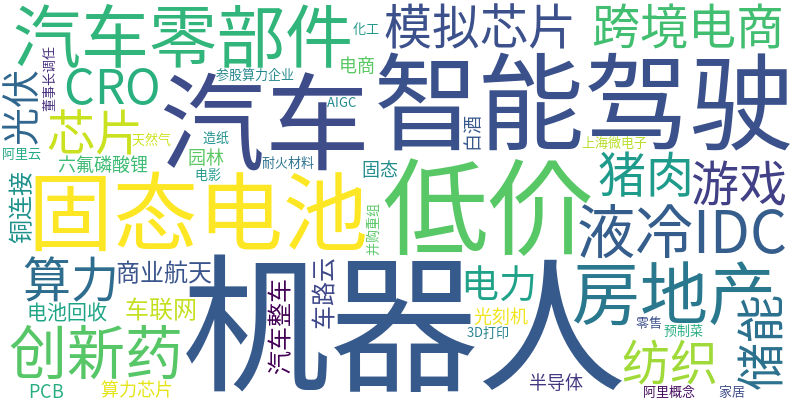 汽车零部件
化工
模拟芯片
跨境电商
董事长调任
光伏
CRO
参股算力企业
电商
汽车
智能驾驶
AIGC
芯片
天然气
造纸
白酒
上海微电子
阿里云
六氟磷酸锂
园林
耐火材料
固态
电影
猪肉
游戏
铜连接
固态电池
低价
并购重组
液冷IDC
算力
商业航天
机器人
车路云
电力
房地产
汽车整车
电池回收
车联网
光刻机
3D打印
零售
预制菜
储能
创新药
纺织
PCB
算力芯片
半导体
阿里概念
家居